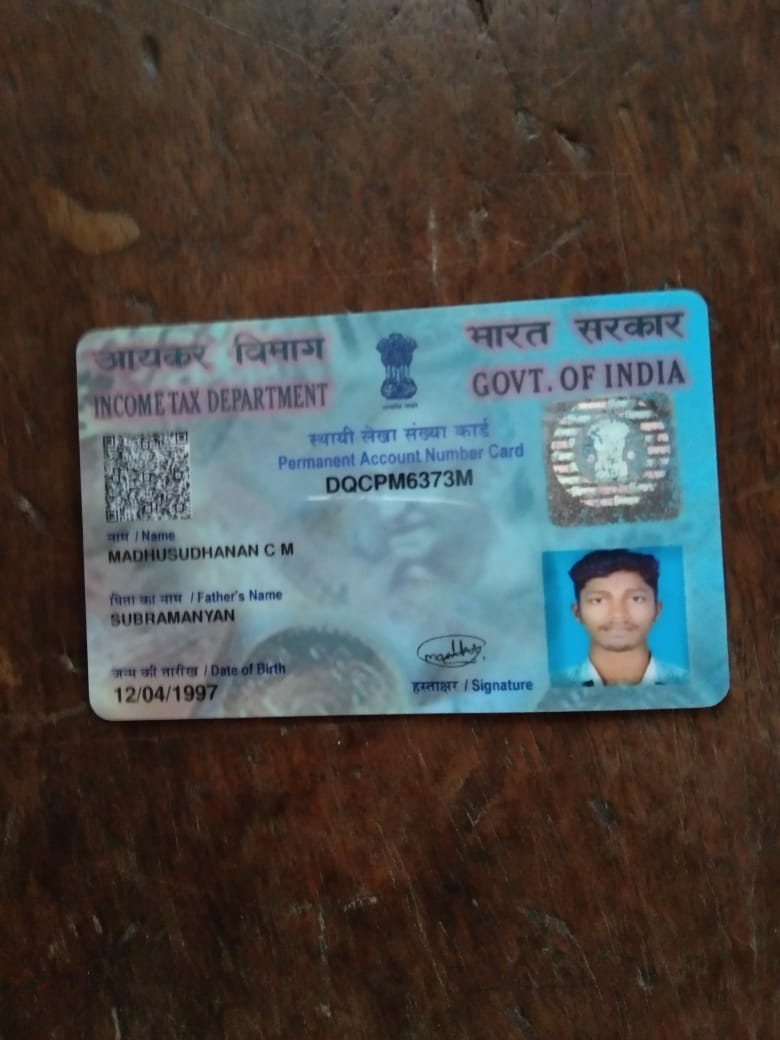 आयकर विभाग
INCOME TAX DEPARTMENT
भारत सरकार
GOVT. OF INDIA
स्थायी लेखा संख्या कार्ड
Permanent Account Number Card
DQCPM6373M
नाम / Name
MADHUSUDHANAN C M
पिता का नाम / Father's Name
SUBRAMANYAN
जन्म की तारीख / Date of Birth
12/04/1997
हस्ताक्षर / Signature